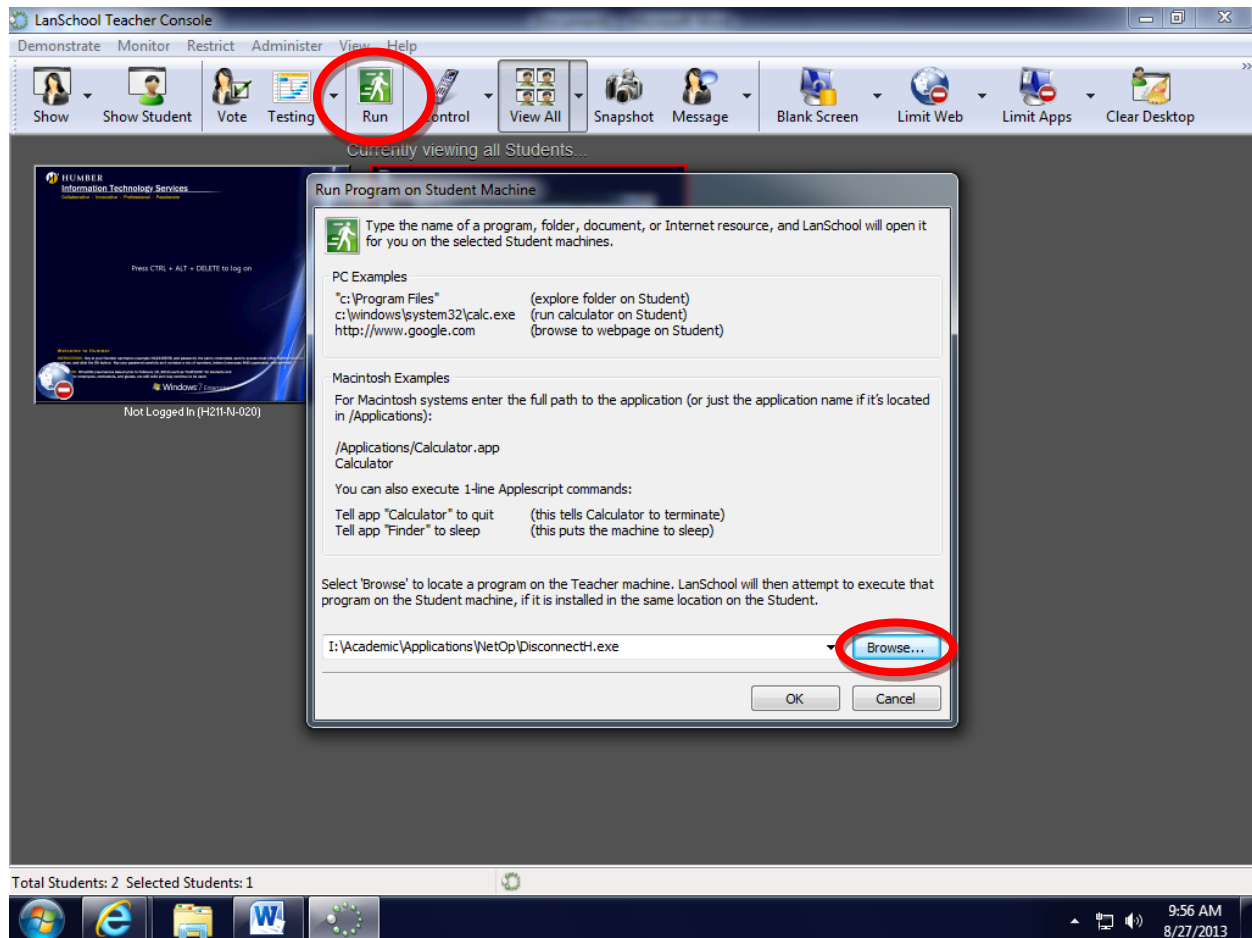 LanSchool Teacher Console
Demonstrate Monitor Restrict Administer View Help
Show Show Student Vote Testing Run Control View All Snapshot Message Blank Screen Limit Web Limit Apps Clear Desktop
Currently viewing all Students...
HUMBER
Information Technology Services
Collaborative · Innovative · Professional · Passionate
Press CTRL + ALT + DELETE to log on
Welcome to Humber
Windows 7 Enterprise
Not Logged In (H211-N-020)
Run Program on Student Machine
Type the name of a program, folder, document, or Internet resource, and LanSchool will open it
for you on the selected Student machines.
PC Examples
"c:\Program Files" (explore folder on Student)
c:\windows\system32\calc.exe (run calculator on Student)
http://www.google.com (browse to webpage on Student)
Macintosh Examples
For Macintosh systems enter the full path to the application (or just the application name if it's located
in /Applications):
/Applications/Calculator.app
Calculator
You can also execute 1-line Applescript commands:
Tell app "Calculator" to quit (this tells Calculator to terminate)
Tell app "Finder" to sleep (this puts the machine to sleep)
Select 'Browse' to locate a program on the Teacher machine. LanSchool will then attempt to execute that
program on the Student machine, if it is installed in the same location on the Student.
I:\Academic\Applications\NetOp\DisconnectH.exe Browse...
OK Cancel
Total Students: 2 Selected Students: 1
9:56 AM
8/27/2013